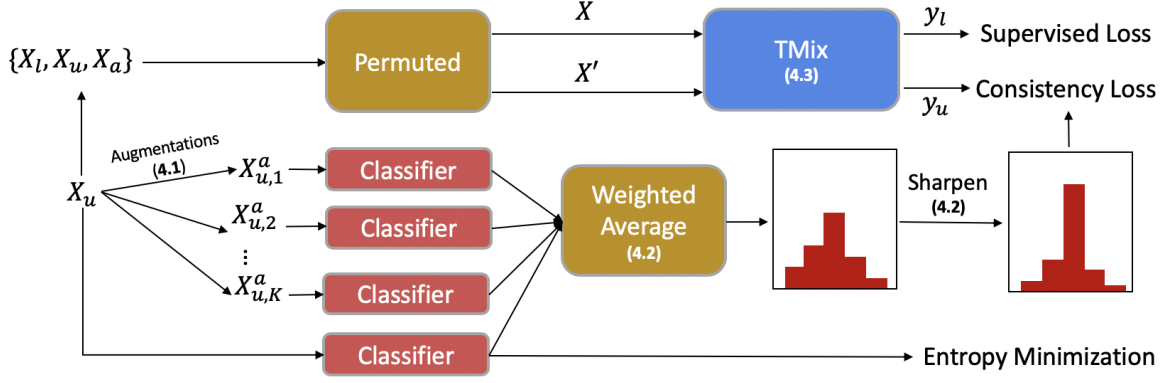 {X_l, X_u, X_a}
Permuted
X
X′
TMix
(4.3)
y_l
y_u
Supervised Loss
Consistency Loss
Augmentations
(4.1)
X_u
X^a_{u,1}
X^a_{u,2}
⋮
X^a_{u,K}
Classifier
Classifier
Classifier
Classifier
Weighted
Average
(4.2)
Sharpen
(4.2)
Entropy Minimization